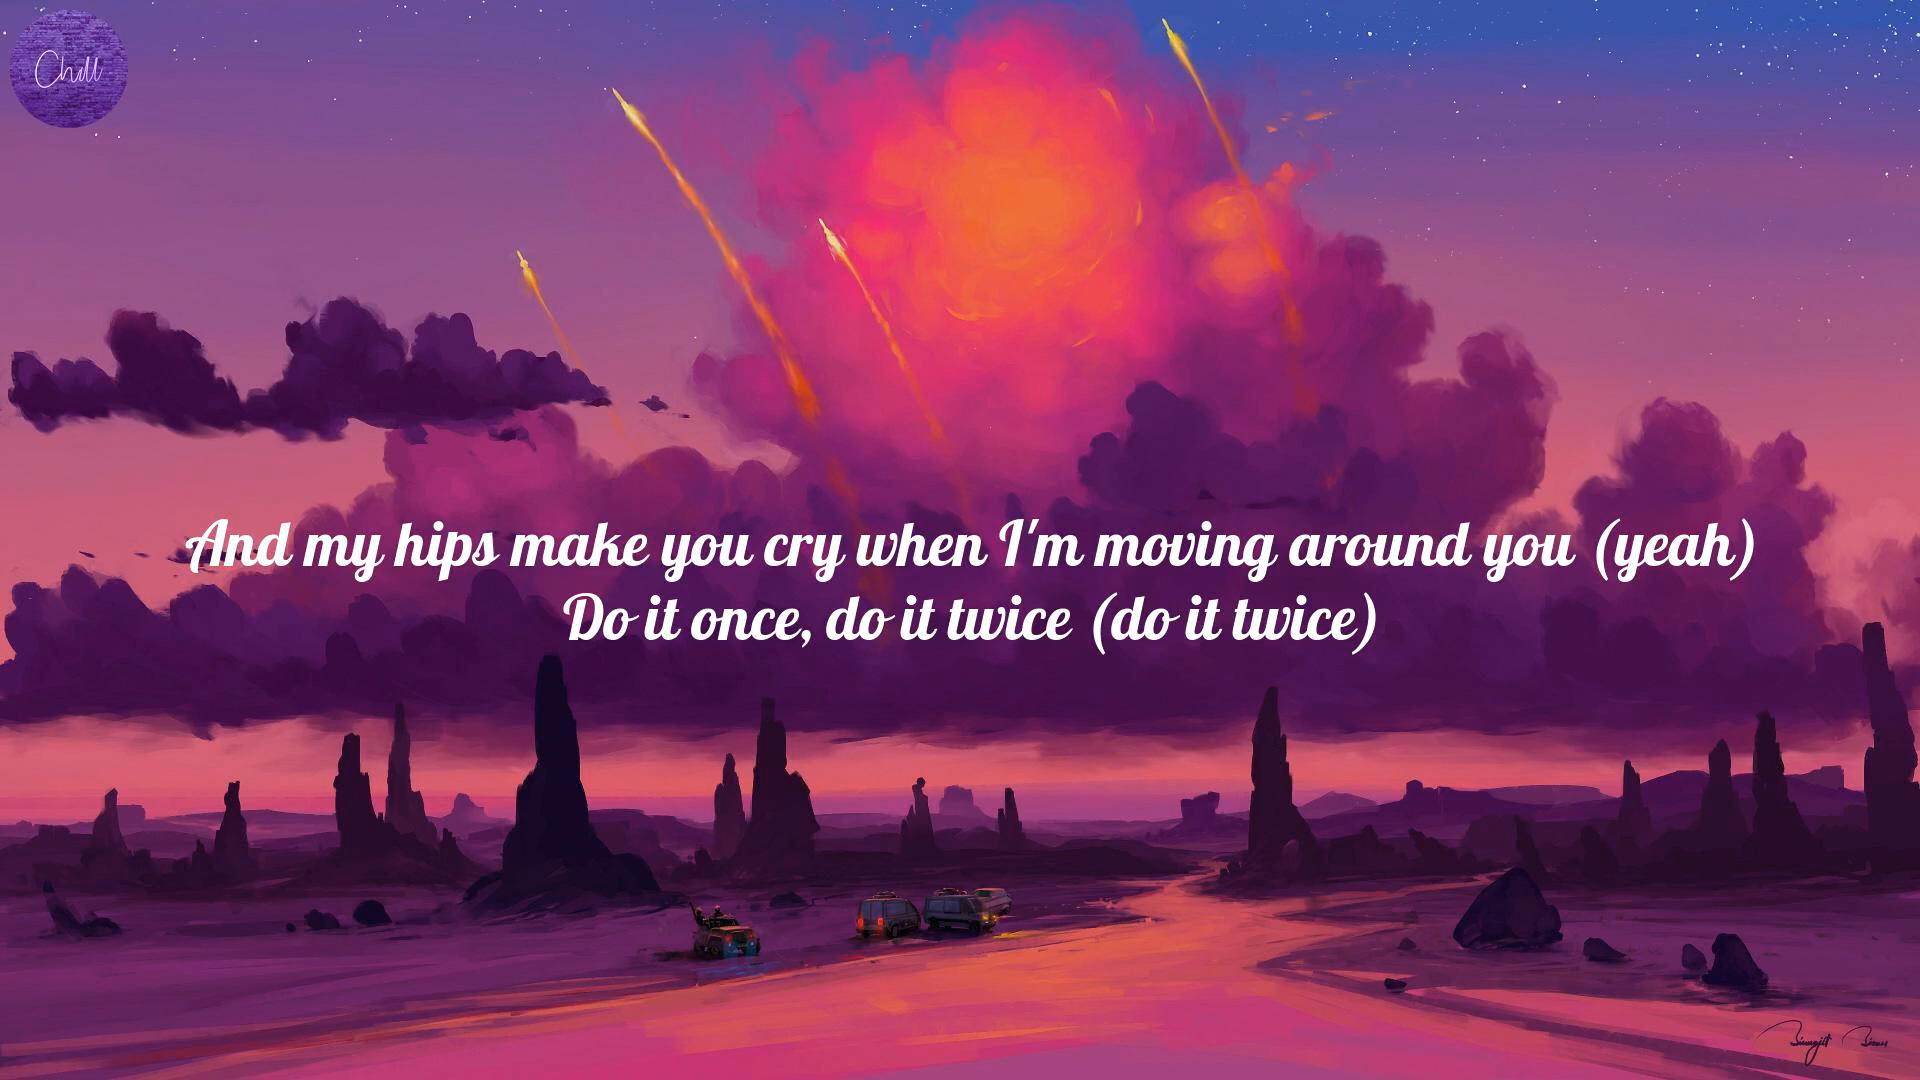 Chill
And my hips make you cry when I'm moving around you (yeah)
Do it once, do it twice (do it twice)